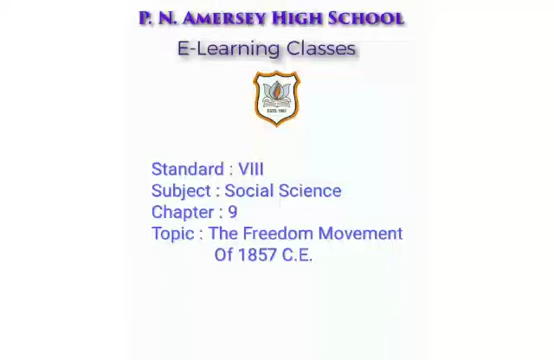 P. N. Amersey High School
E-Learning Classes
Standard : VIII
Subject : Social Science
Chapter : 9
Topic : The Freedom Movement
Of 1857 C.E.